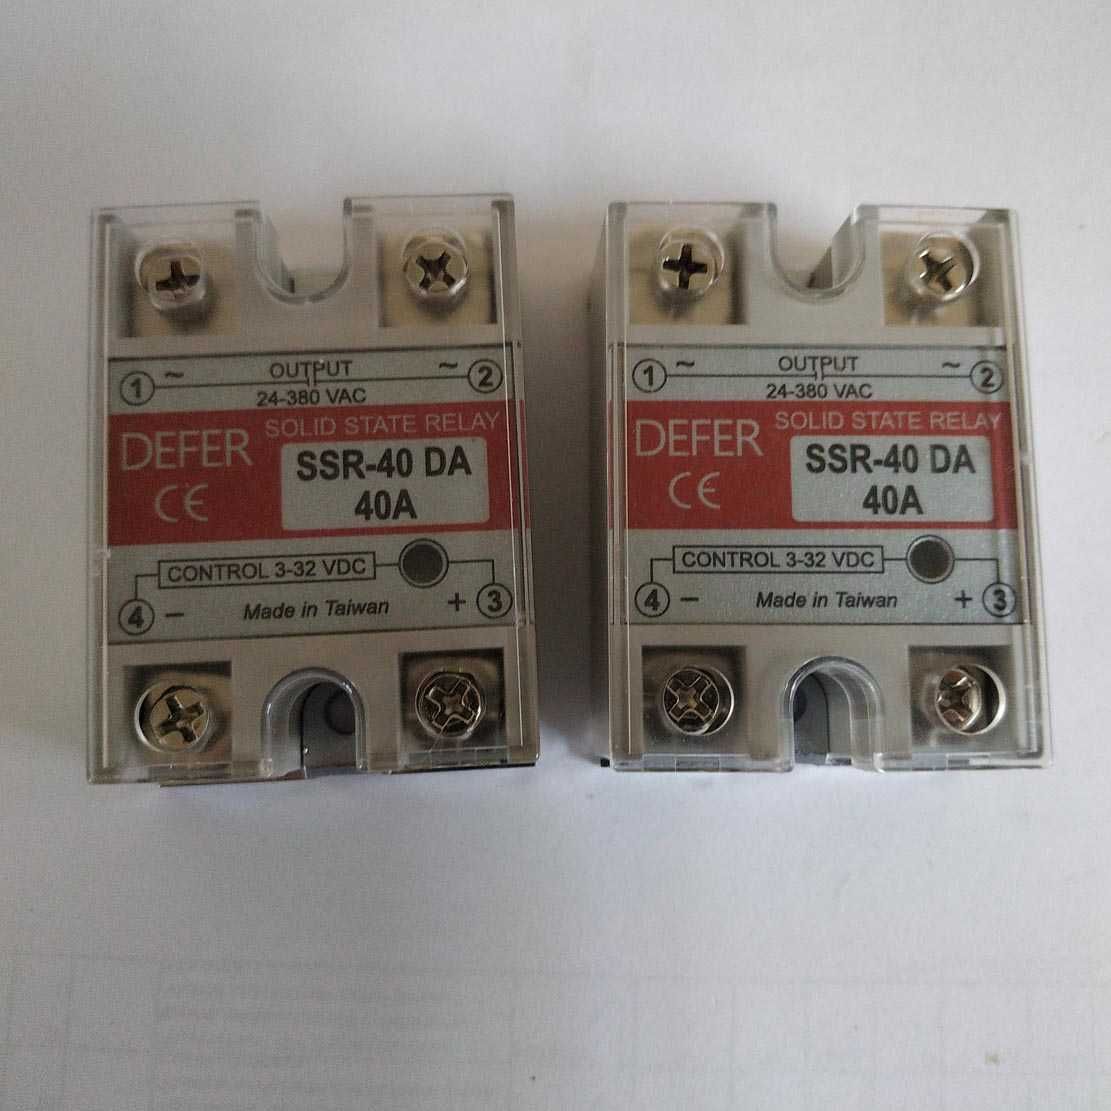 OUTPUT
1 ~ ~ 2
24-380 VAC
SOLID STATE RELAY
DEFER
SSR-40 DA
CE
40A
CONTROL 3-32 VDC
4 − Made in Taiwan + 3
OUTPUT
1 ~ ~ 2
24-380 VAC
SOLID STATE RELAY
DEFER
SSR-40 DA
CE
40A
CONTROL 3-32 VDC
4 − Made in Taiwan + 3